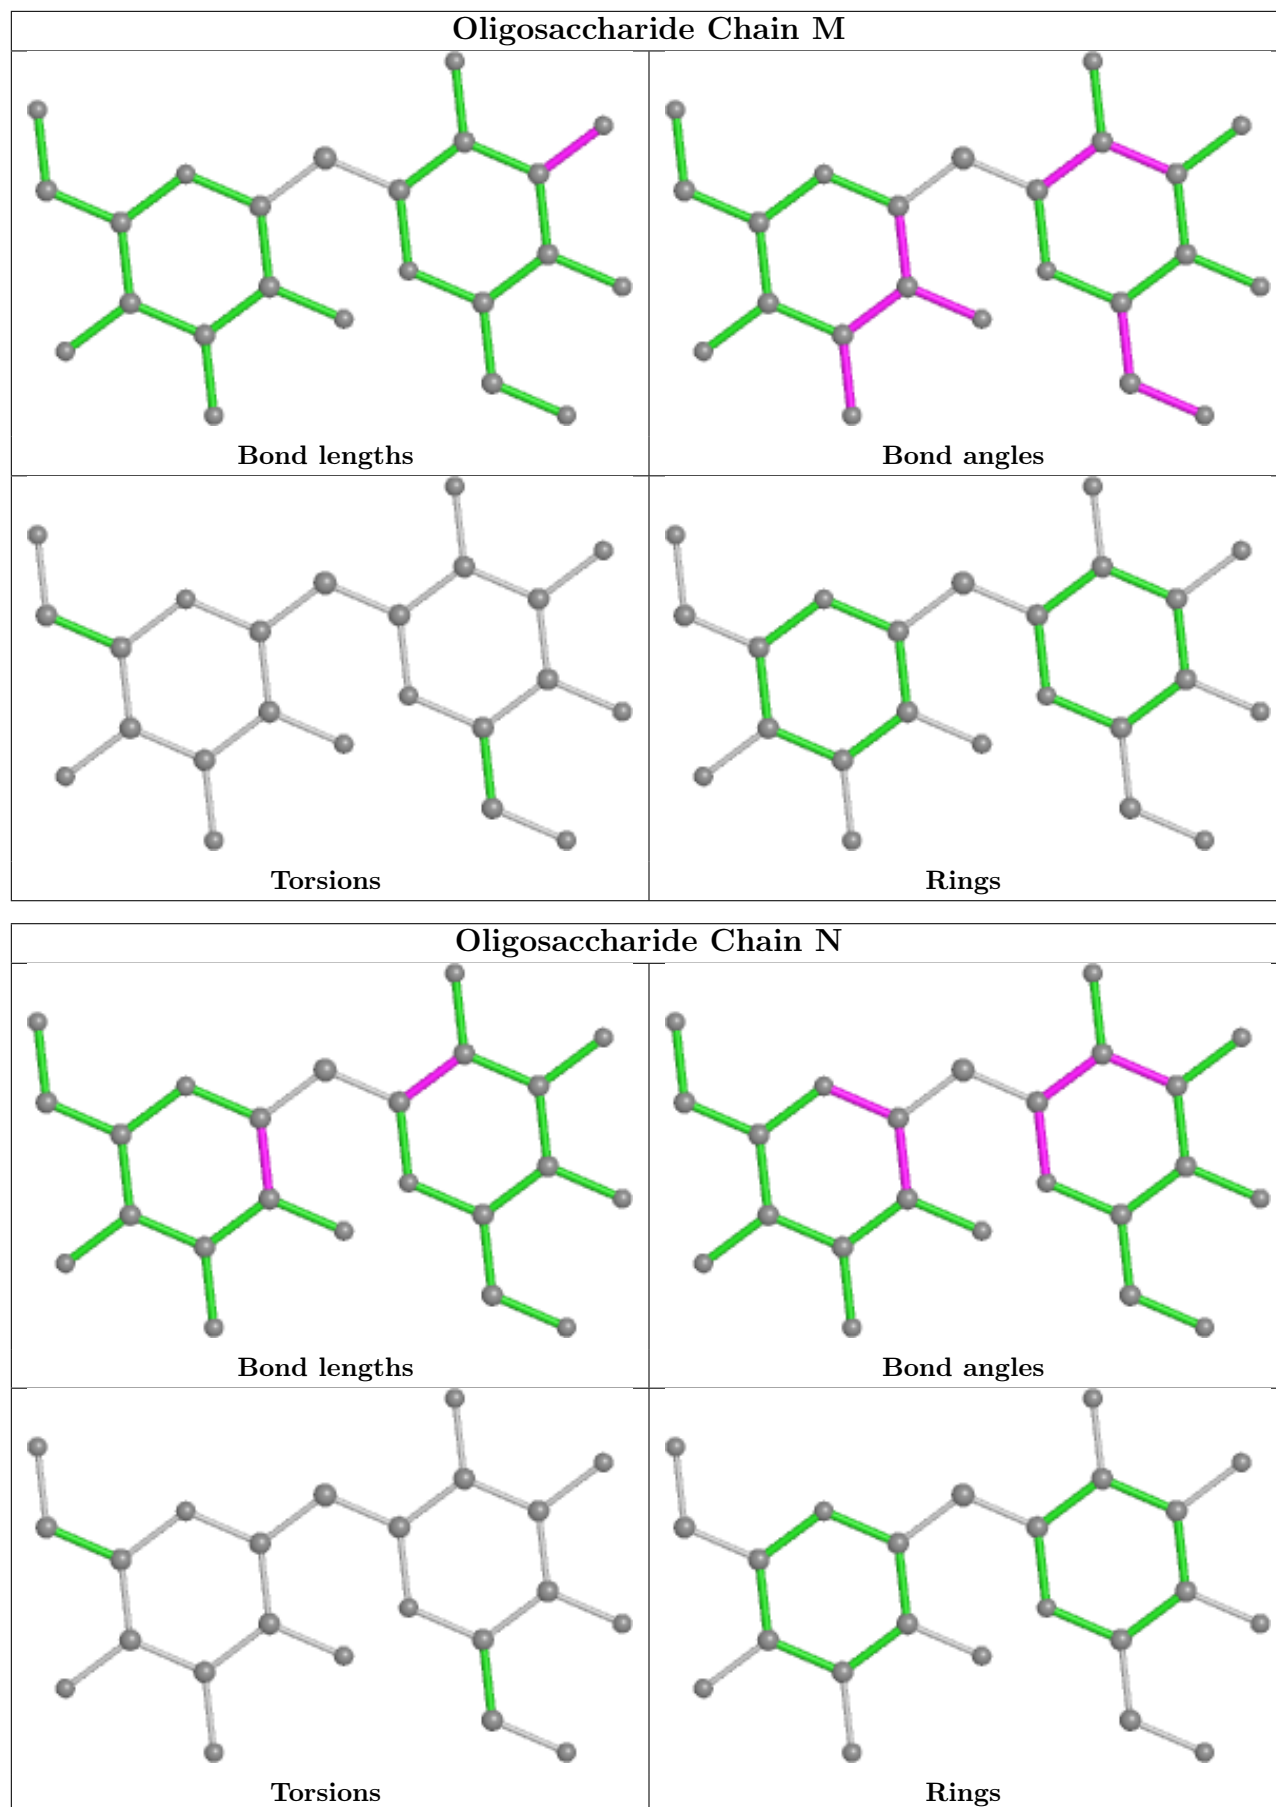 Oligosaccharide Chain M
Bond lengths
Bond angles
Torsions
Rings
Oligosaccharide Chain N
Bond lengths
Bond angles
Torsions
Rings